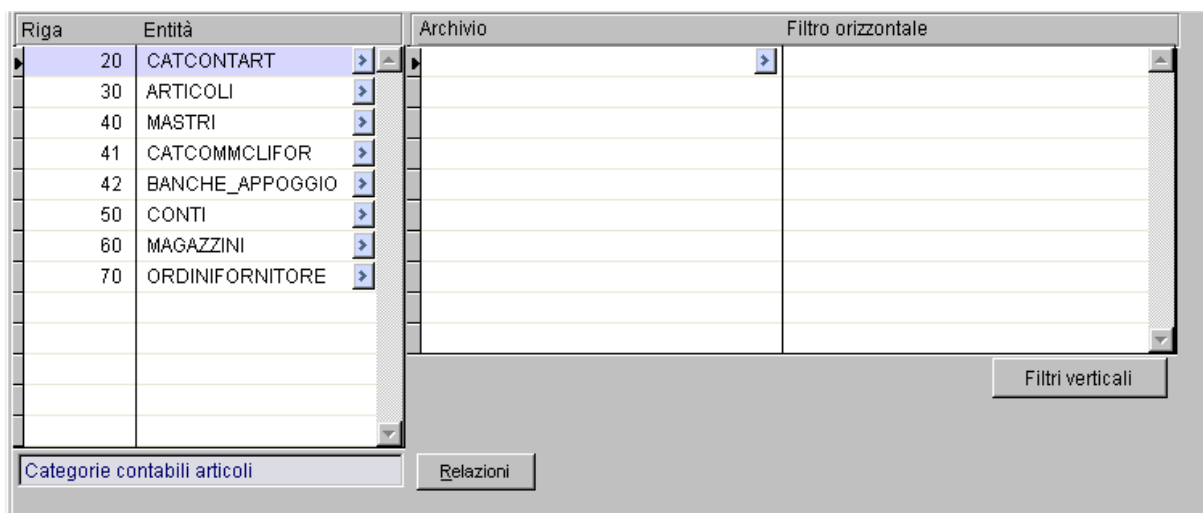 Riga Entità Archivio Filtro orizzontale
20 CATCONTART
30 ARTICOLI
40 MASTRI
41 CATCOMMCLIFOR
42 BANCHE_APPOGGIO
50 CONTI
60 MAGAZZINI
70 ORDINIFORNITORE
Filtri verticali
Categorie contabili articoli Relazioni